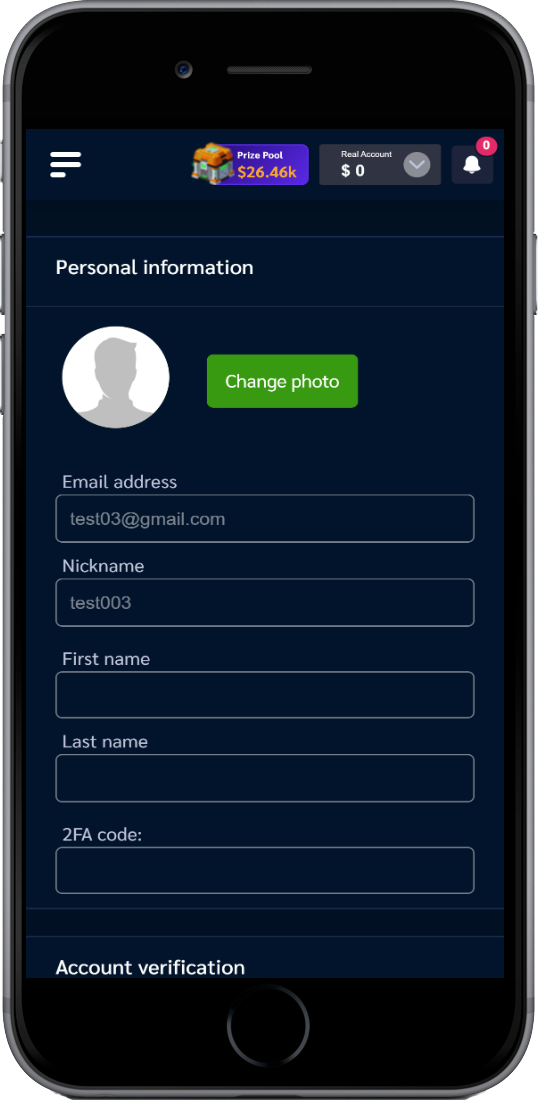 Prize Pool
$26.46k
Real Account
$ 0
0
Personal information
Change photo
Email address
test03@gmail.com
Nickname
test003
First name
Last name
2FA code:
Account verification